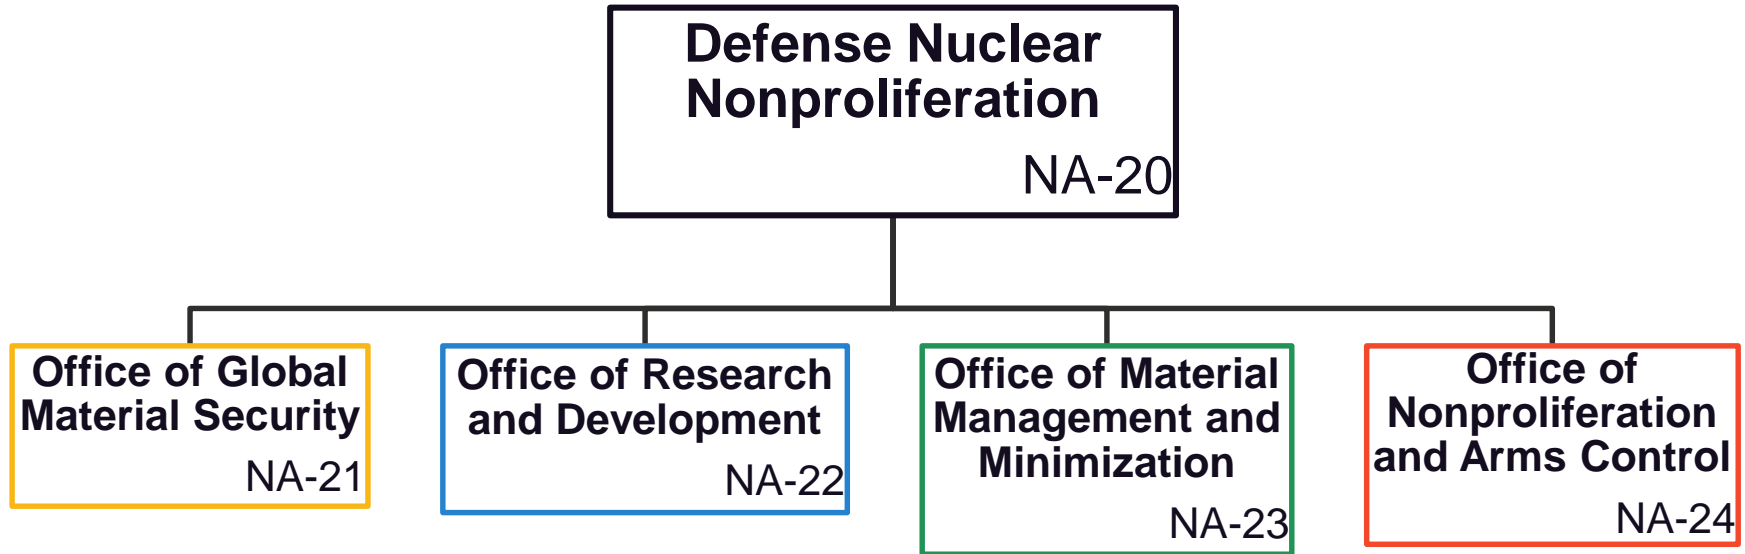 Defense Nuclear
Nonproliferation
NA-20
Office of Global
Material Security
NA-21
Office of Research
and Development
NA-22
Office of Material
Management and
Minimization
NA-23
Office of
Nonproliferation
and Arms Control
NA-24